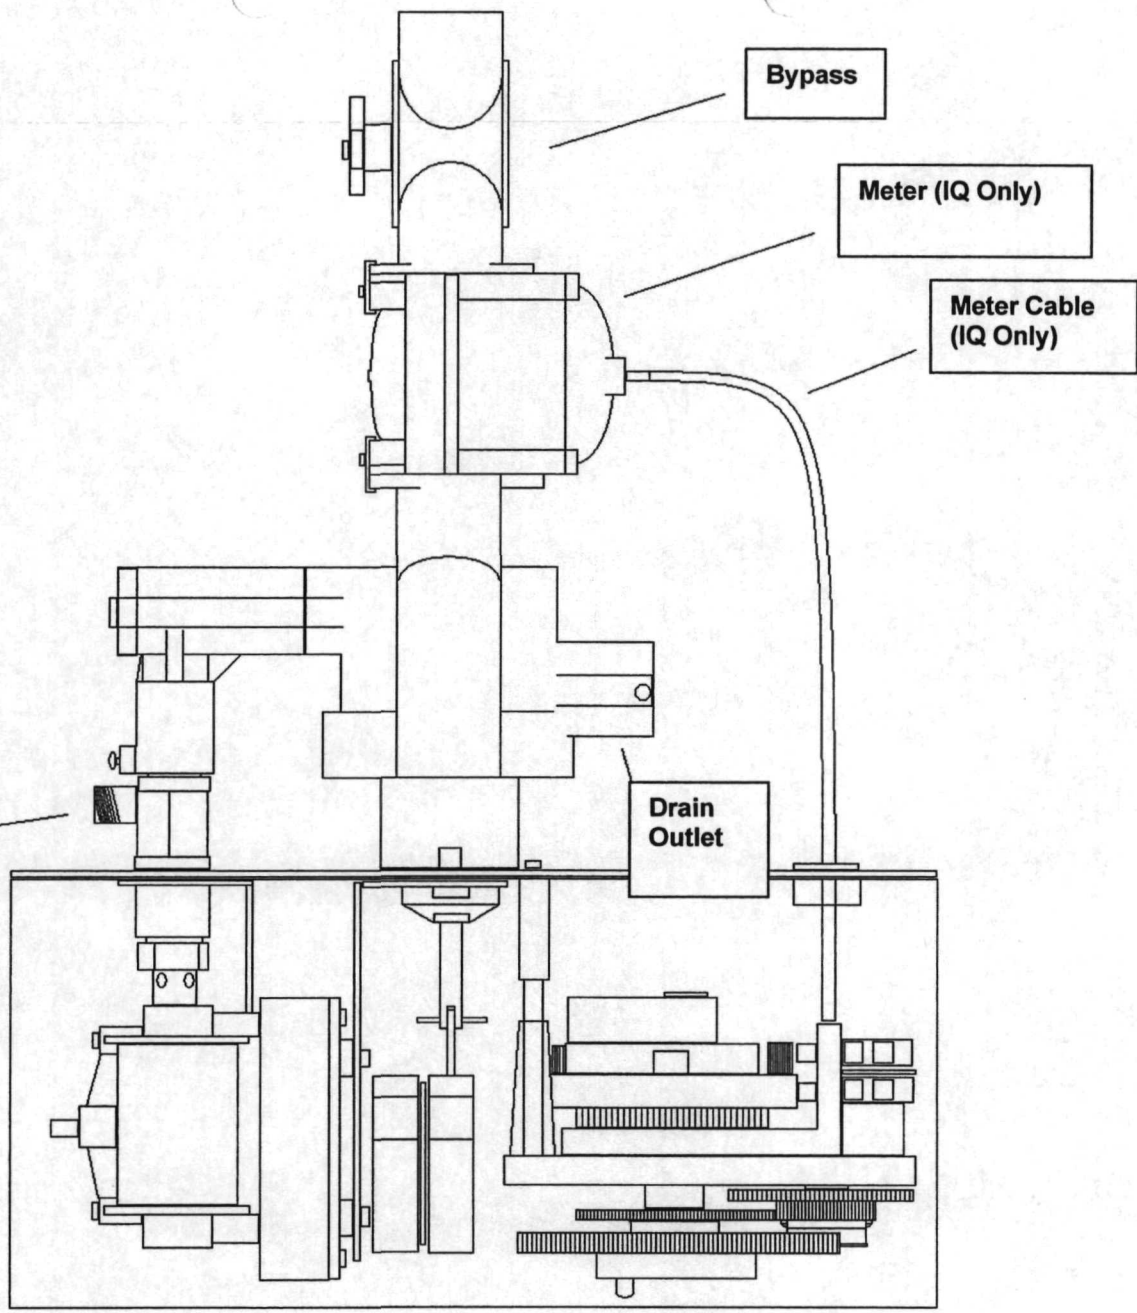 Bypass
Meter (IQ Only)
Meter Cable
(IQ Only)
Drain
Outlet